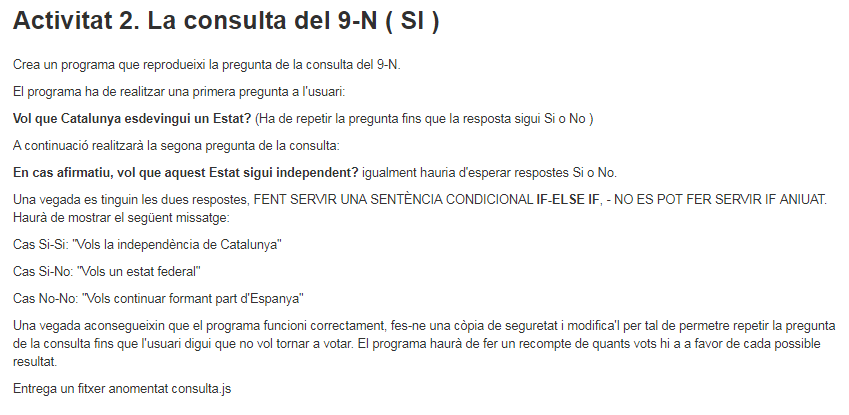 Activitat 2. La consulta del 9-N ( SI )
Crea un programa que reprodueixi la pregunta de la consulta del 9-N.
El programa ha de realitzar una primera pregunta a l'usuari:
Vol que Catalunya esdevingui un Estat? (Ha de repetir la pregunta fins que la resposta sigui Si o No )
A continuació realitzarà la segona pregunta de la consulta:
En cas afirmatiu, vol que aquest Estat sigui independent? igualment hauria d'esperar respostes Si o No.
Una vegada es tinguin les dues respostes, FENT SERVIR UNA SENTÈNCIA CONDICIONAL IF-ELSE IF, - NO ES POT FER SERVIR IF ANIUAT.
Haurà de mostrar el següent missatge:
Cas Si-Si: "Vols la independència de Catalunya"
Cas Si-No: "Vols un estat federal"
Cas No-No: "Vols continuar formant part d'Espanya"
Una vegada aconsegueixin que el programa funcioni correctament, fes-ne una còpia de seguretat i modifica'l per tal de permetre repetir la pregunta
de la consulta fins que l'usuari digui que no vol tornar a votar. El programa haurà de fer un recompte de quants vots hi a a favor de cada possible
resultat.
Entrega un fitxer anomentat consulta.js